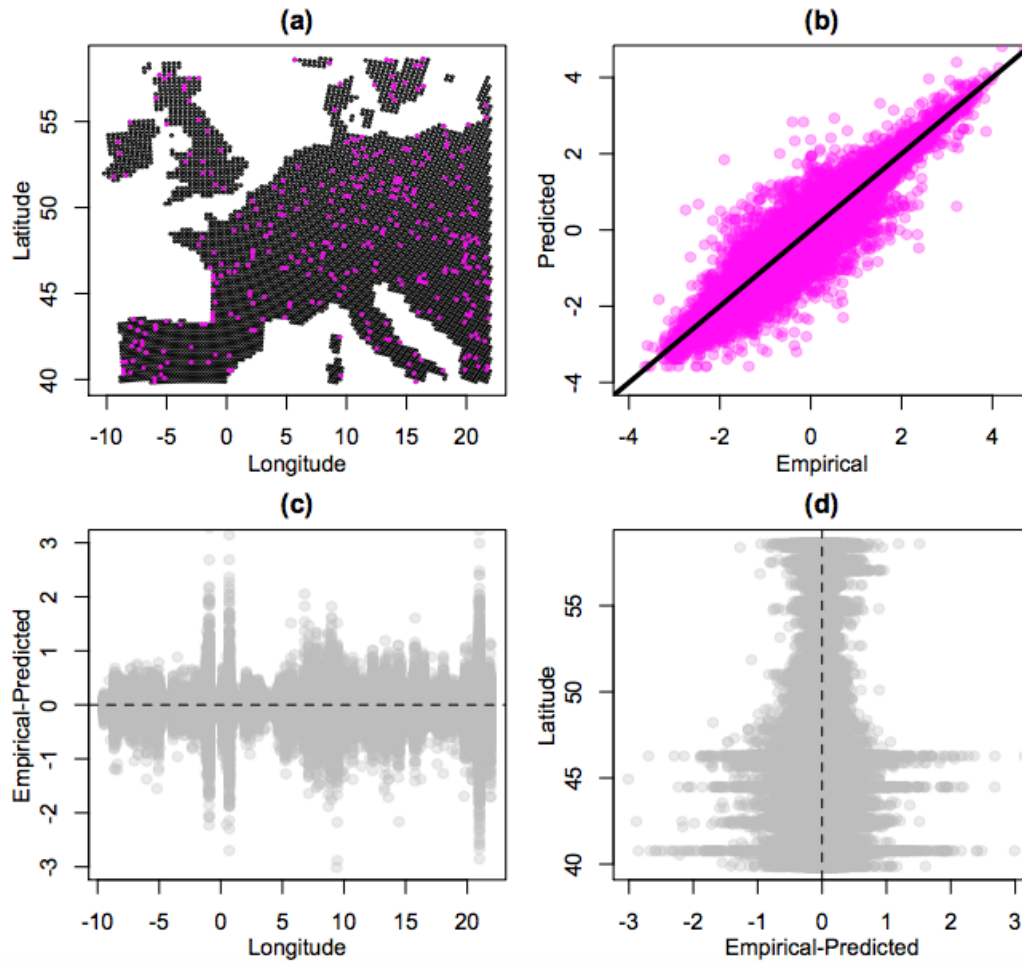 (a)
55
50
45
40
Latitude
-10 -5 0 5 10 15 20
Longitude
(b)
4
2
0
-2
-4
Predicted
-4 -2 0 2 4
Empirical
(c)
3
2
1
0
-1
-2
-3
Empirical-Predicted
-10 -5 0 5 10 15 20
Longitude
(d)
55
50
45
40
Latitude
-3 -2 -1 0 1 2 3
Empirical-Predicted